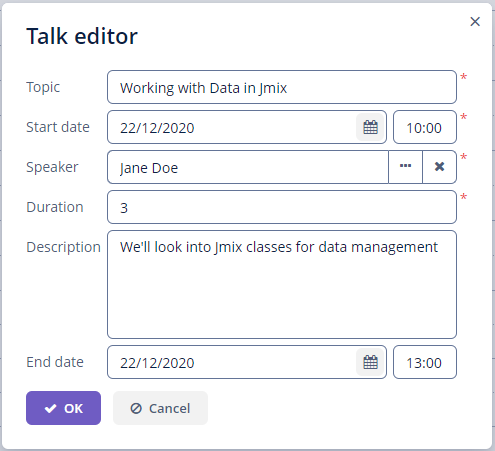 Talk editor
Topic Working with Data in Jmix *
Start date 22/12/2020 10:00 *
Speaker Jane Doe *
Duration 3 *
Description We'll look into Jmix classes for data management
End date 22/12/2020 13:00
OK Cancel